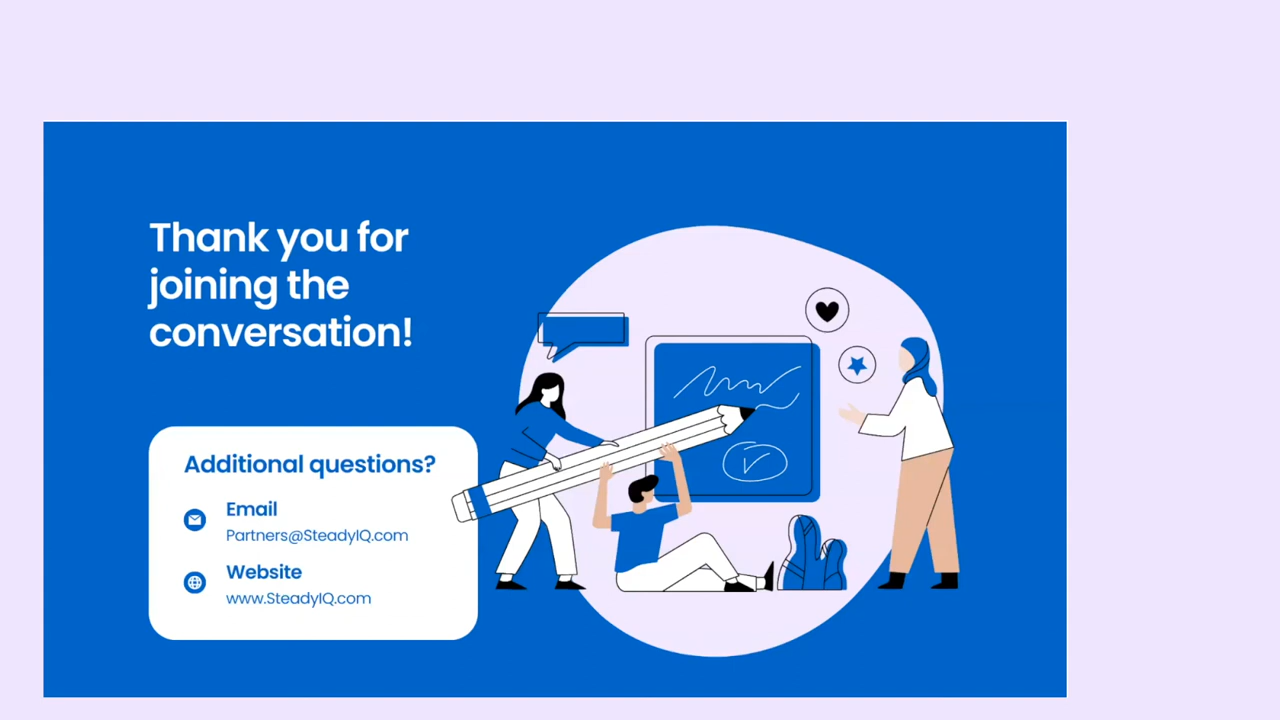 Thank you for
joining the
conversation!
Additional questions?
Email
Partners@SteadyIQ.com
Website
www.SteadyIQ.com